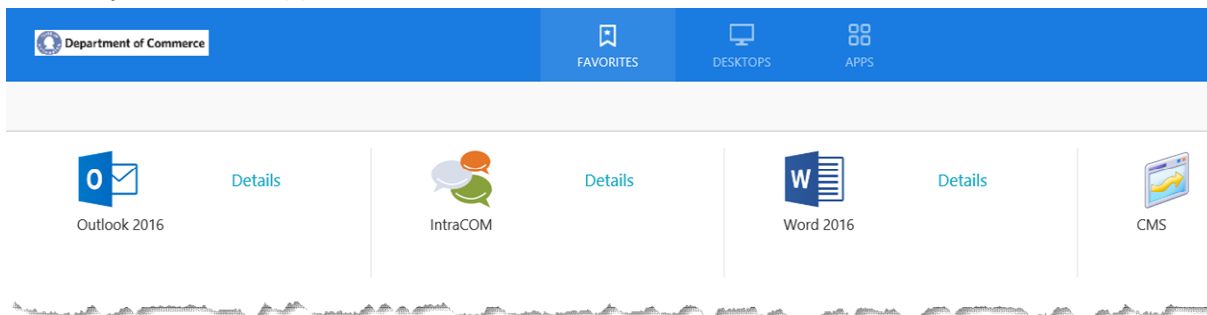 Department of Commerce
FAVORITES
DESKTOPS
APPS
O
Details
Details
W
Details
Outlook 2016
IntraCOM
Word 2016
CMS